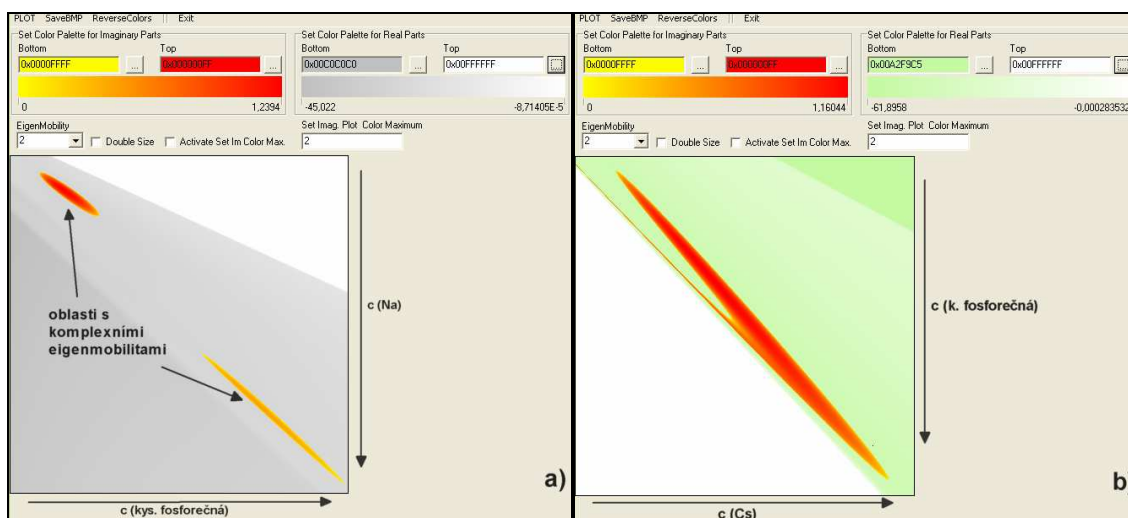 PLOT SaveBMP ReverseColors Exit
Set Color Palette for Imaginary Parts
Bottom Top
0x0000FFFF ... 0x000000FF ...
0 1,2394
Set Color Palette for Real Parts
Bottom Top
0x00C0C0C0 ... 0x00FFFFFF ...
-45,022 -8,71405E-5
EigenMobility
2 Double Size Activate Set Im Color Max.
Set Imag. Plot Color Maximum
2
oblasti s
komplexními
eigenmobilitami
c (Na)
c (kys. fosforečná)
a)
PLOT SaveBMP ReverseColors Exit
Set Color Palette for Imaginary Parts
Bottom Top
0x0000FFFF ... 0x000000FF ...
0 1,16044
Set Color Palette for Real Parts
Bottom Top
0x00A2F9C5 ... 0x00FFFFFF ...
-61,8958 -0,000283532
EigenMobility
2 Double Size Activate Set Im Color Max.
Set Imag. Plot Color Maximum
2
c (k. fosforečná)
c (Cs)
b)